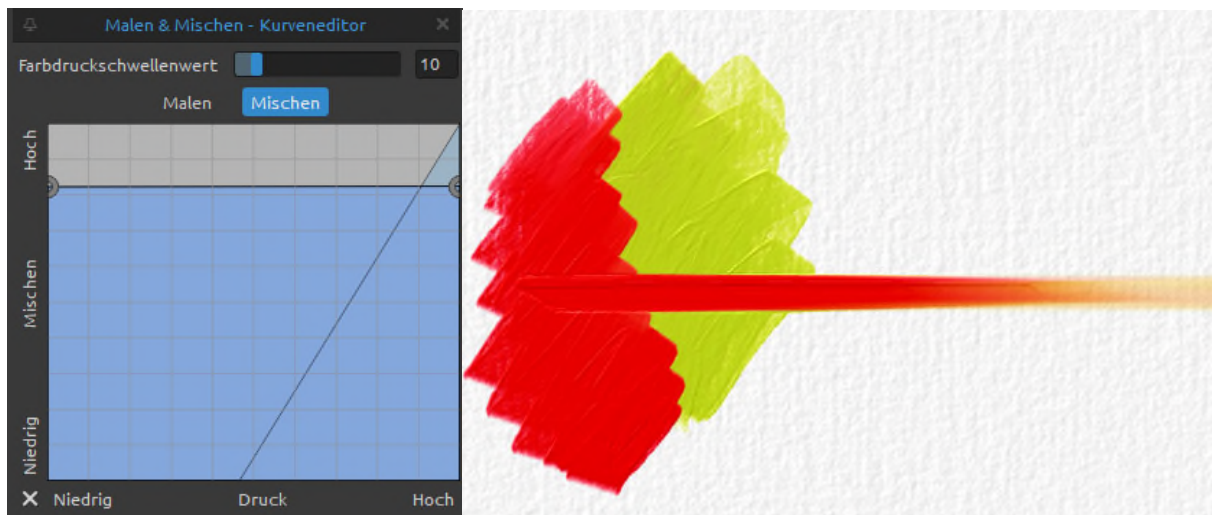 Malen & Mischen - Kurveneditor
Farbdruckschwellenwert 10
Malen Mischen
Hoch
Mischen
Niedrig
Niedrig Druck Hoch